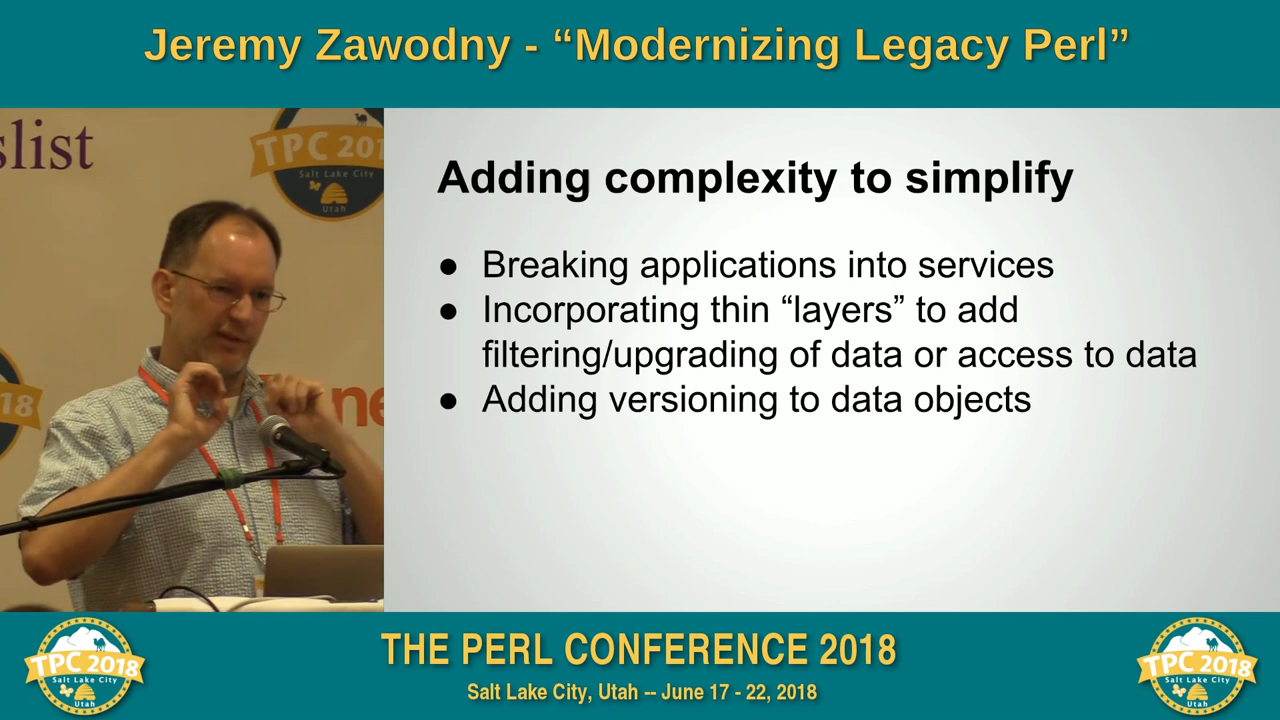 Jeremy Zawodny - “Modernizing Legacy Perl”
slist
TPC 201
Salt Lake City
Utah
18
ne
Adding complexity to simplify
● Breaking applications into services
● Incorporating thin “layers” to add
filtering/upgrading of data or access to data
● Adding versioning to data objects
TPC 2018
Salt Lake City
Utah
THE PERL CONFERENCE 2018
Salt Lake City, Utah -- June 17 - 22, 2018
TPC 2018
Salt Lake City
Utah